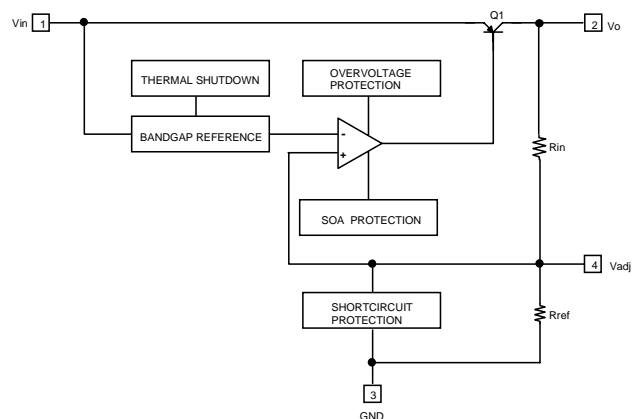 Q1
Vin 1
2 Vo
THERMAL SHUTDOWN
OVERVOLTAGE
PROTECTION
BANDGAP REFERENCE
-
+
Rin
SOA PROTECTION
4 Vadj
SHORTCIRCUIT
PROTECTION
Rref
3
GND